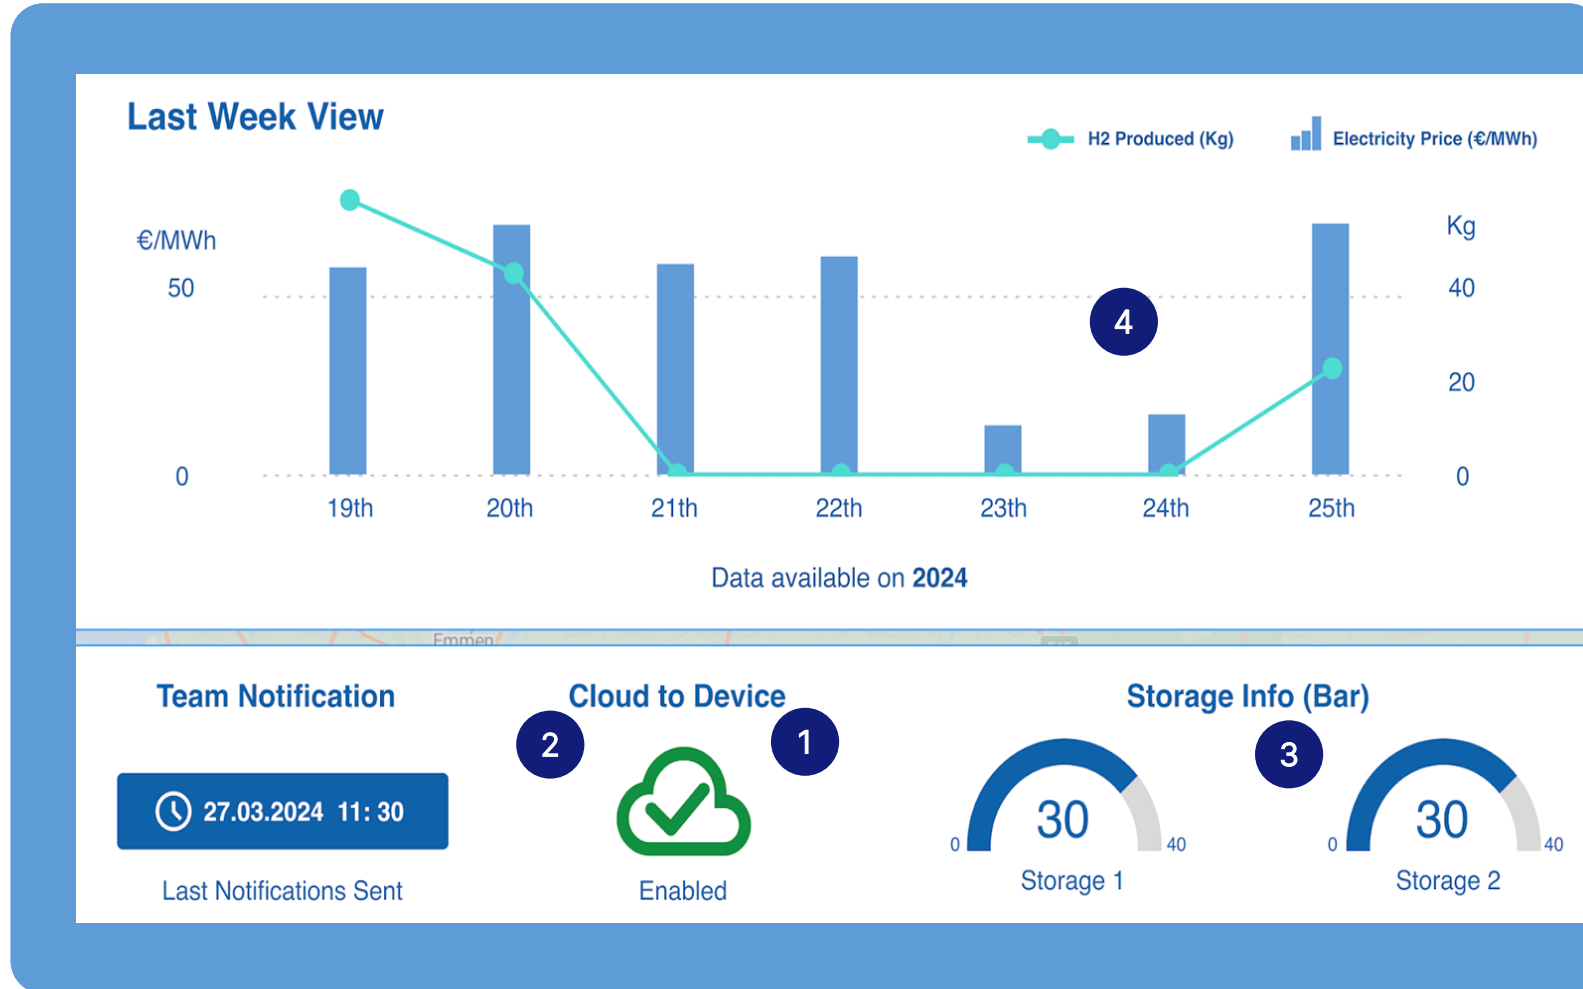 Last Week View
H2 Produced (Kg)
Electricity Price (€/MWh)
€/MWh
Kg
50
40
4
20
0
0
19th 20th 21th 22th 23th 24th 25th
Data available on 2024
Emmen
Team Notification
Cloud to Device
Storage Info (Bar)
2
1
3
27.03.2024 11: 30
30
0
40
30
0
40
Last Notifications Sent
Enabled
Storage 1
Storage 2